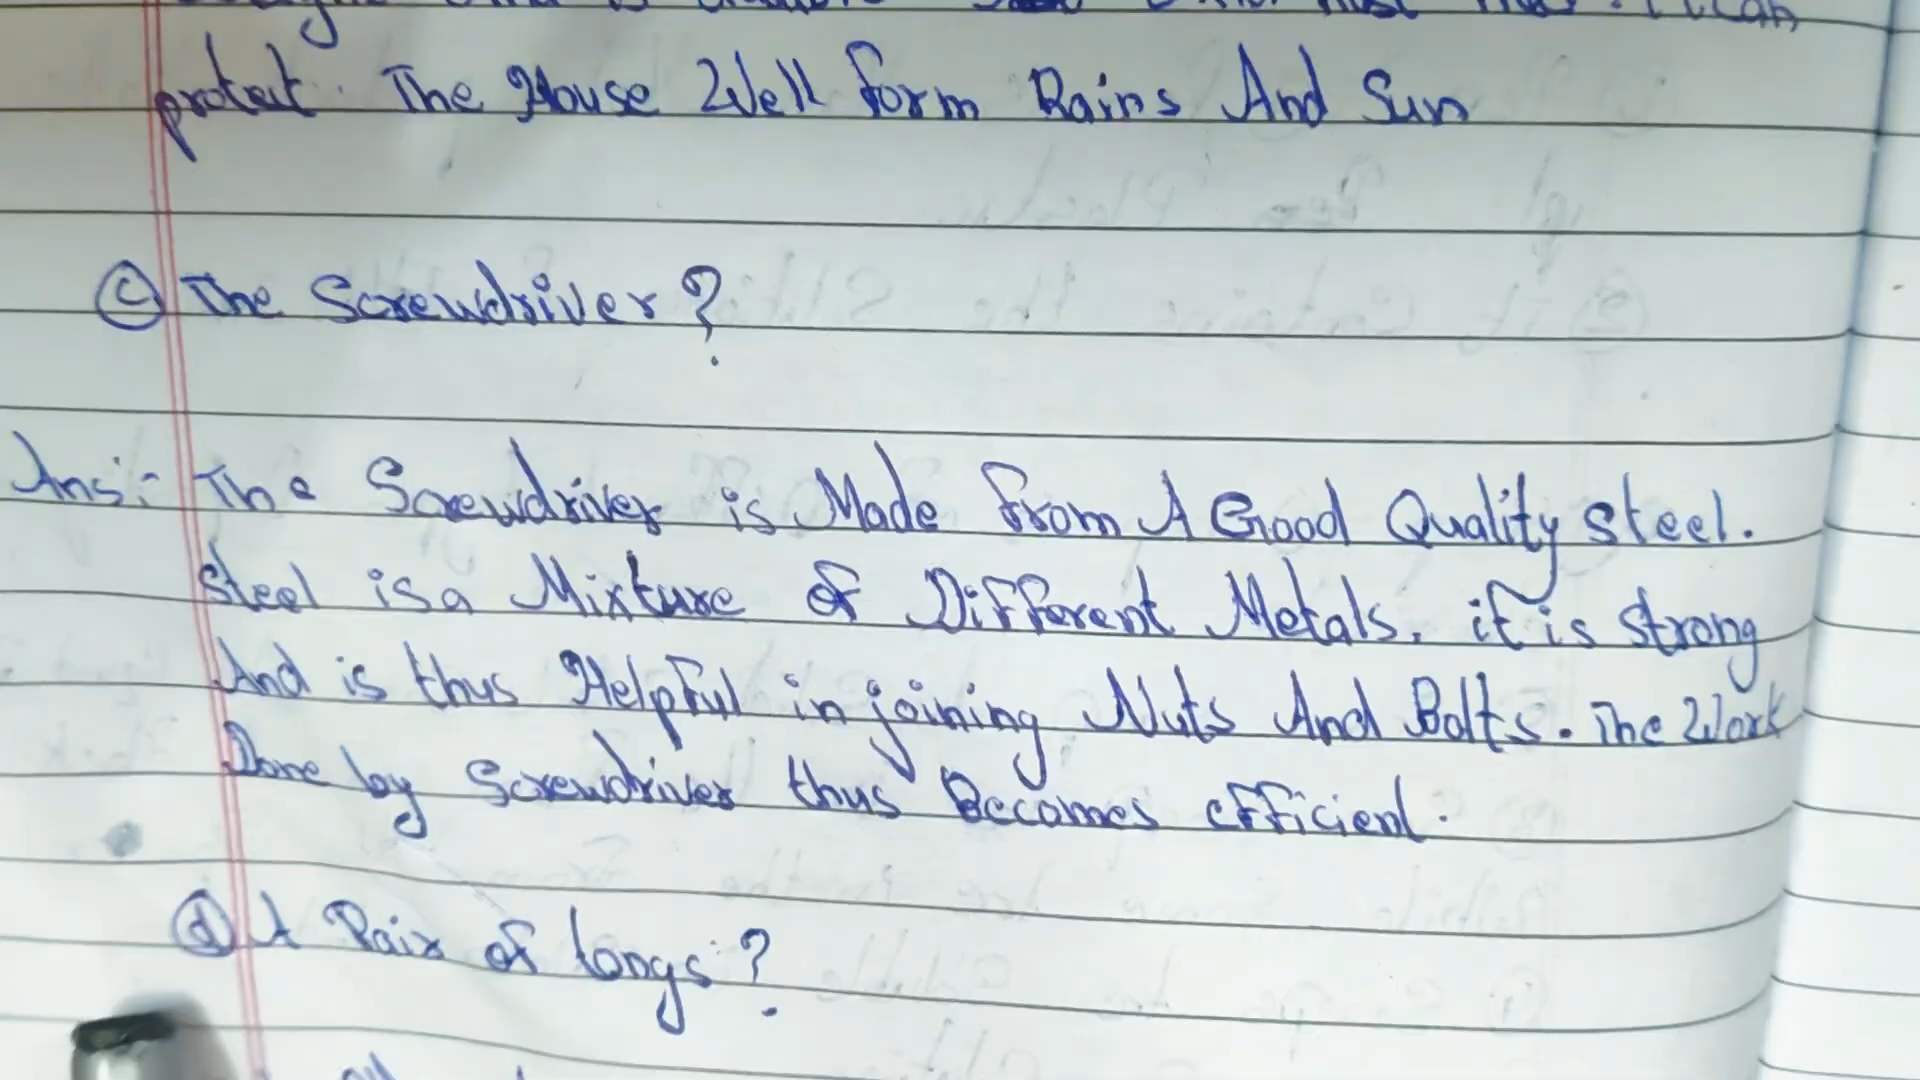 protect. The House Well form Rains And Sun
© The Screwdriver?
Ans:- The Screwdriver is Made from A Good Quality steel.
Steel is a Mixture of Different Metals. it is strong
And is thus Helpful in joining Nuts And Bolts. The Work
Done by Screwdriver thus Becomes efficient.
ⓓ A Pair of tongs?